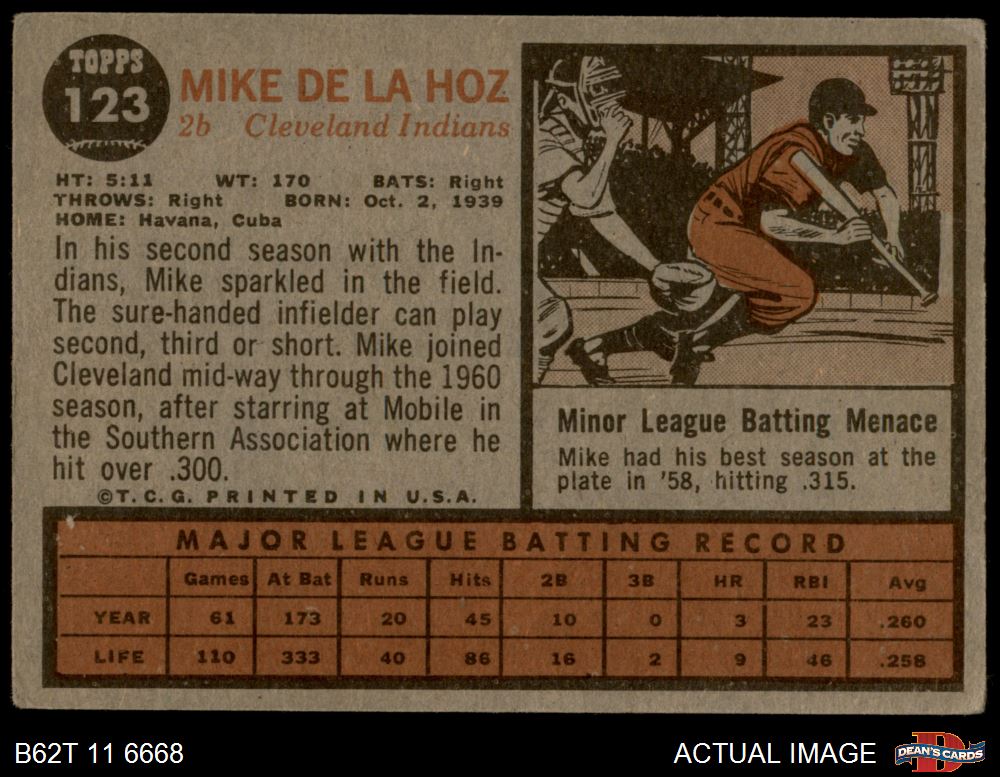 TOPPS
123
MIKE DE LA HOZ
2b Cleveland Indians
HT: 5:11 WT: 170 BATS: Right
THROWS: Right BORN: Oct. 2, 1939
HOME: Havana, Cuba
In his second season with the In-
dians, Mike sparkled in the field.
The sure-handed infielder can play
second, third or short. Mike joined
Cleveland mid-way through the 1960
season, after starring at Mobile in
the Southern Association where he
hit over .300.
©T.C.G. PRINTED IN U.S.A.
Minor League Batting Menace
Mike had his best season at the
plate in '58, hitting .315.
MAJOR LEAGUE BATTING RECORD
Games At Bat Runs Hits 2B 3B HR RBI Avg
YEAR 61 173 20 45 10 0 3 23 .260
LIFE 110 333 40 86 16 2 9 46 .258
B62T 11 6668
ACTUAL IMAGE
D
DEAN'S CARDS